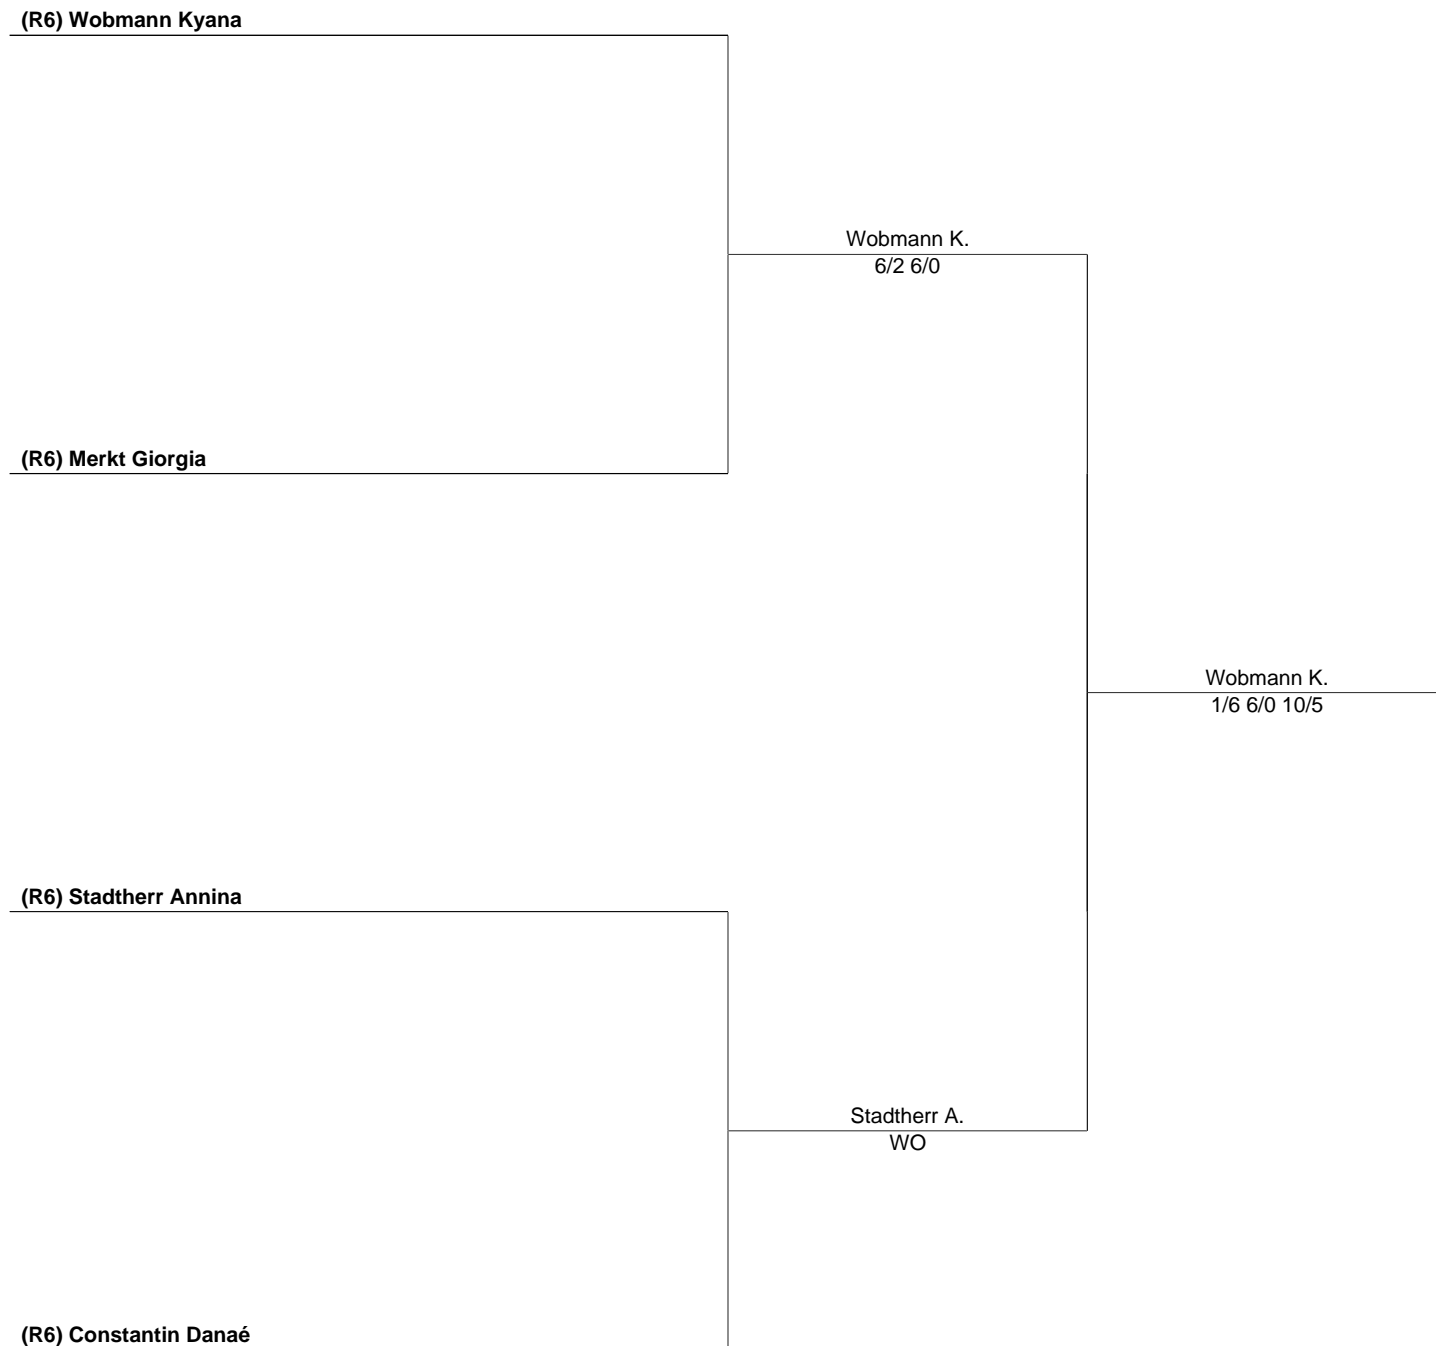 (R6) Wobmann Kyana
Wobmann K.
6/2 6/0
(R6) Merkt Giorgia
Wobmann K.
1/6 6/0 10/5
(R6) Stadtherr Annina
Stadtherr A.
WO
(R6) Constantin Danaé